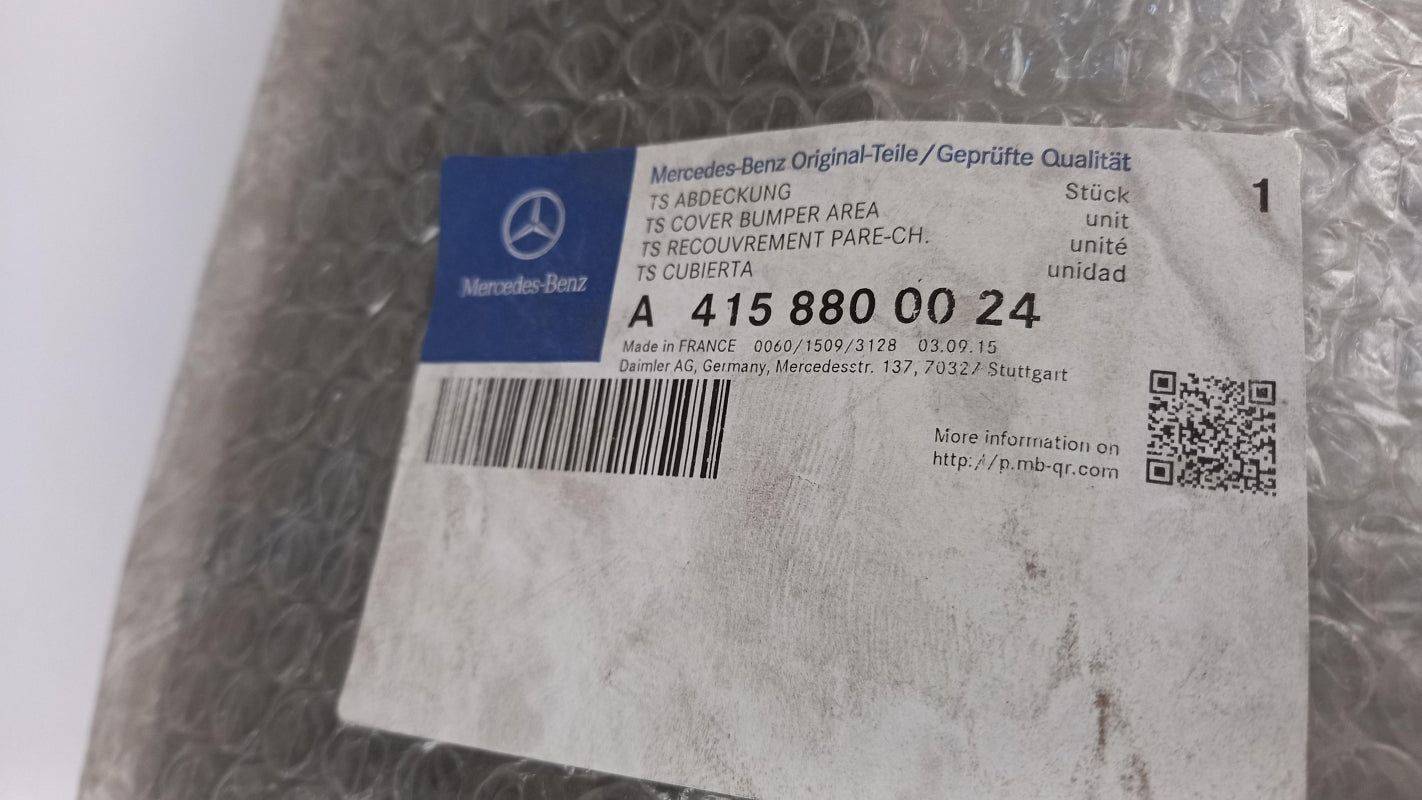 Mercedes-Benz
Mercedes-Benz Original-Teile/Geprüfte Qualität
TS ABDECKUNG Stück 1
TS COVER BUMPER AREA unit
TS RECOUVREMENT PARE-CH. unité
TS CUBIERTA unidad
A 415 880 00 24
Made in FRANCE 0060/1509/3128 03.09.15
Daimler AG, Germany, Mercedesstr. 137, 70327 Stuttgart
More information on
http://p.mb-qr.com